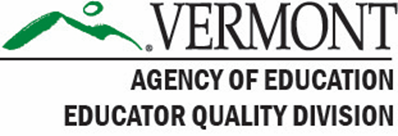 VERMONT
AGENCY OF EDUCATION
EDUCATOR QUALITY DIVISION